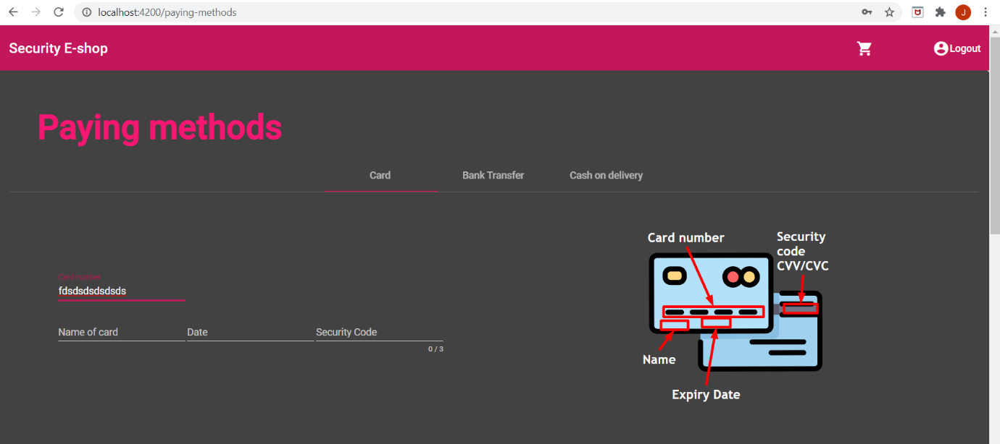 localhost:4200/paying-methods
J
Security E-shop
Logout
Paying methods
Card
Bank Transfer
Cash on delivery
Card number
fdsdsdsdsdsds
Name of card
Date
Security Code
0 / 3
Card number
Security
code
CVV/CVC
Name
Expiry Date